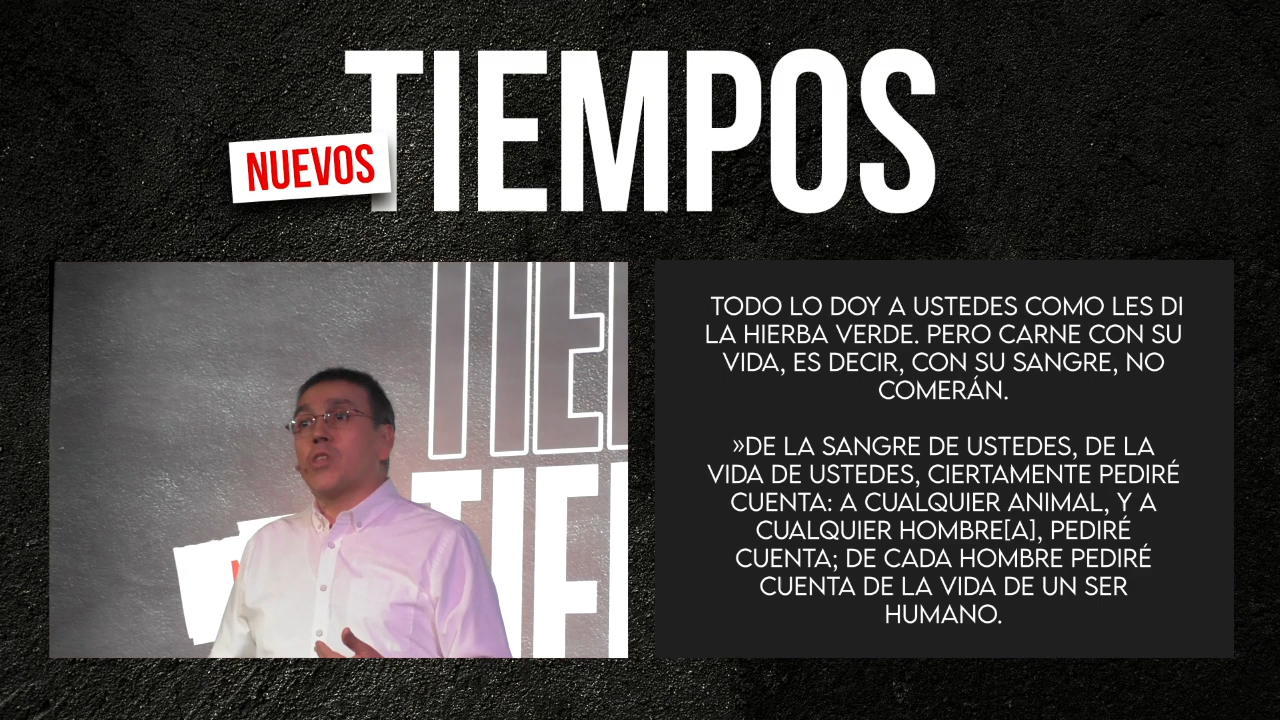 TIEMPOS
NUEVOS
TIE
TIE
TODO LO DOY A USTEDES COMO LES DI
LA HIERBA VERDE. PERO CARNE CON SU
VIDA, ES DECIR, CON SU SANGRE, NO
COMERÁN.
»DE LA SANGRE DE USTEDES, DE LA
VIDA DE USTEDES, CIERTAMENTE PEDIRÉ
CUENTA: A CUALQUIER ANIMAL, Y A
CUALQUIER HOMBRE[A], PEDIRÉ
CUENTA; DE CADA HOMBRE PEDIRÉ
CUENTA DE LA VIDA DE UN SER
HUMANO.